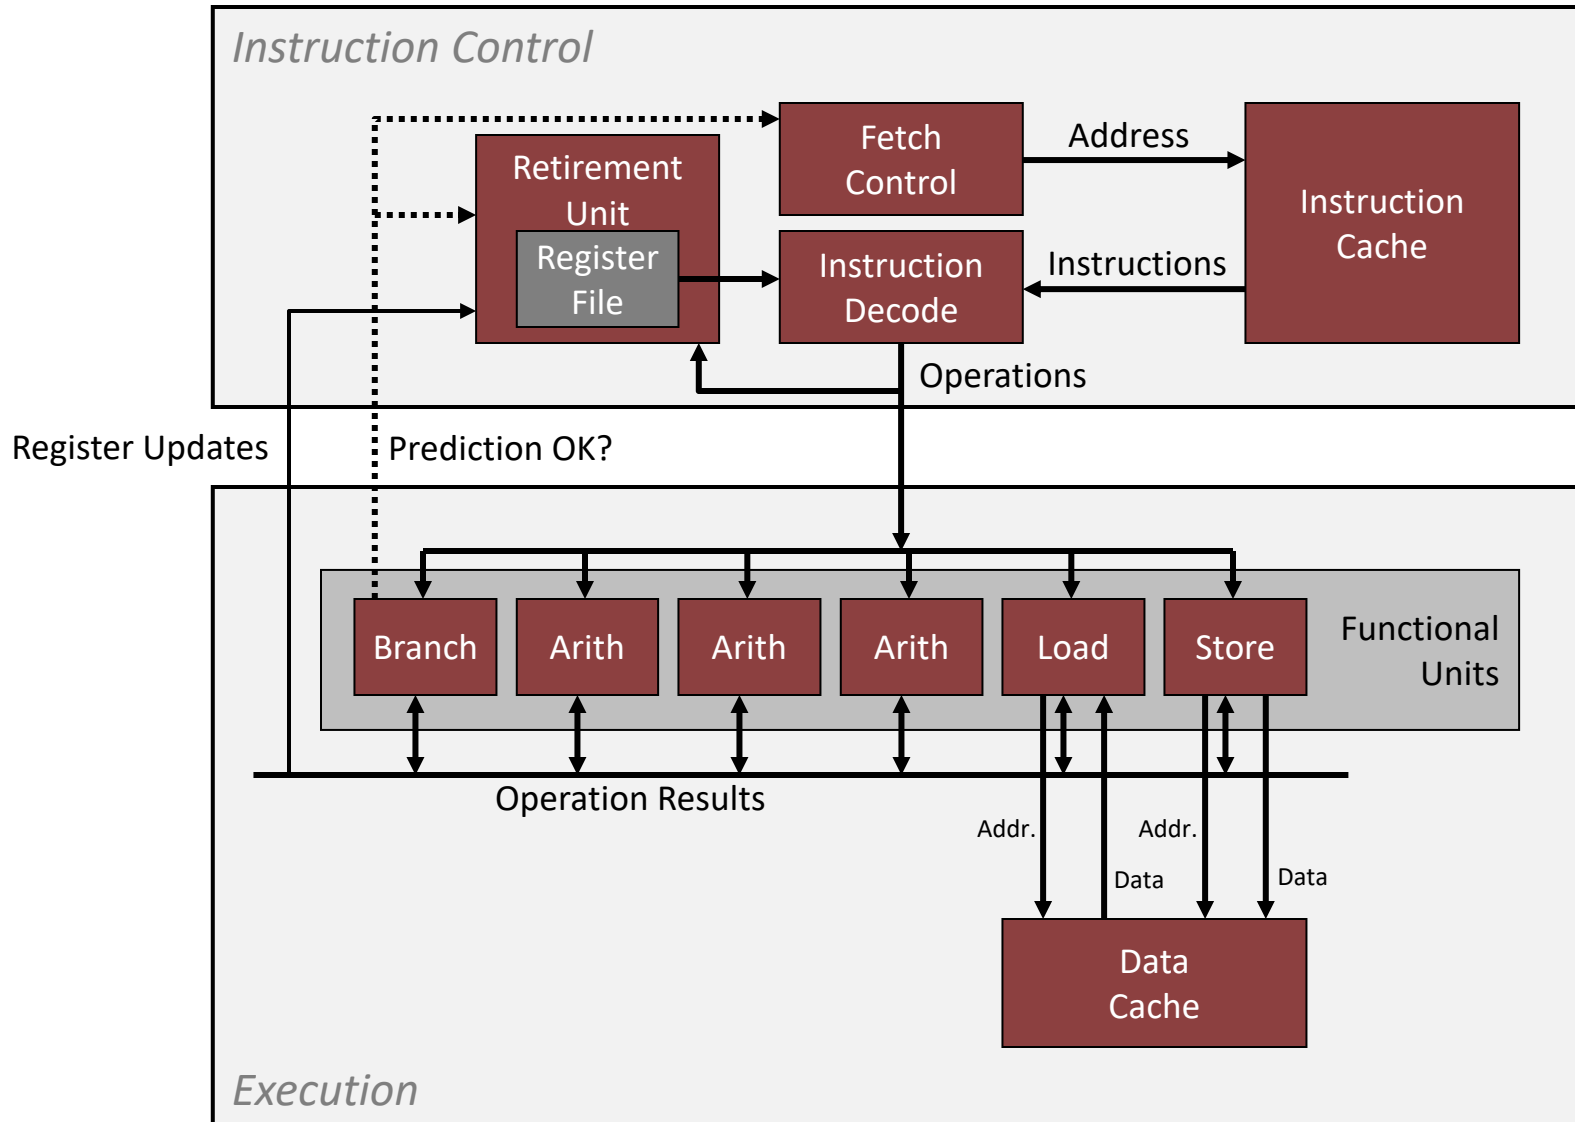 Instruction Control
Fetch
Control
Address
Instruction
Cache
Retirement
Unit
Register
File
Instruction
Decode
Instructions
Operations
Register Updates
Prediction OK?
Branch
Arith
Arith
Arith
Load
Store
Functional
Units
Operation Results
Addr.
Addr.
Data
Data
Data
Cache
Execution